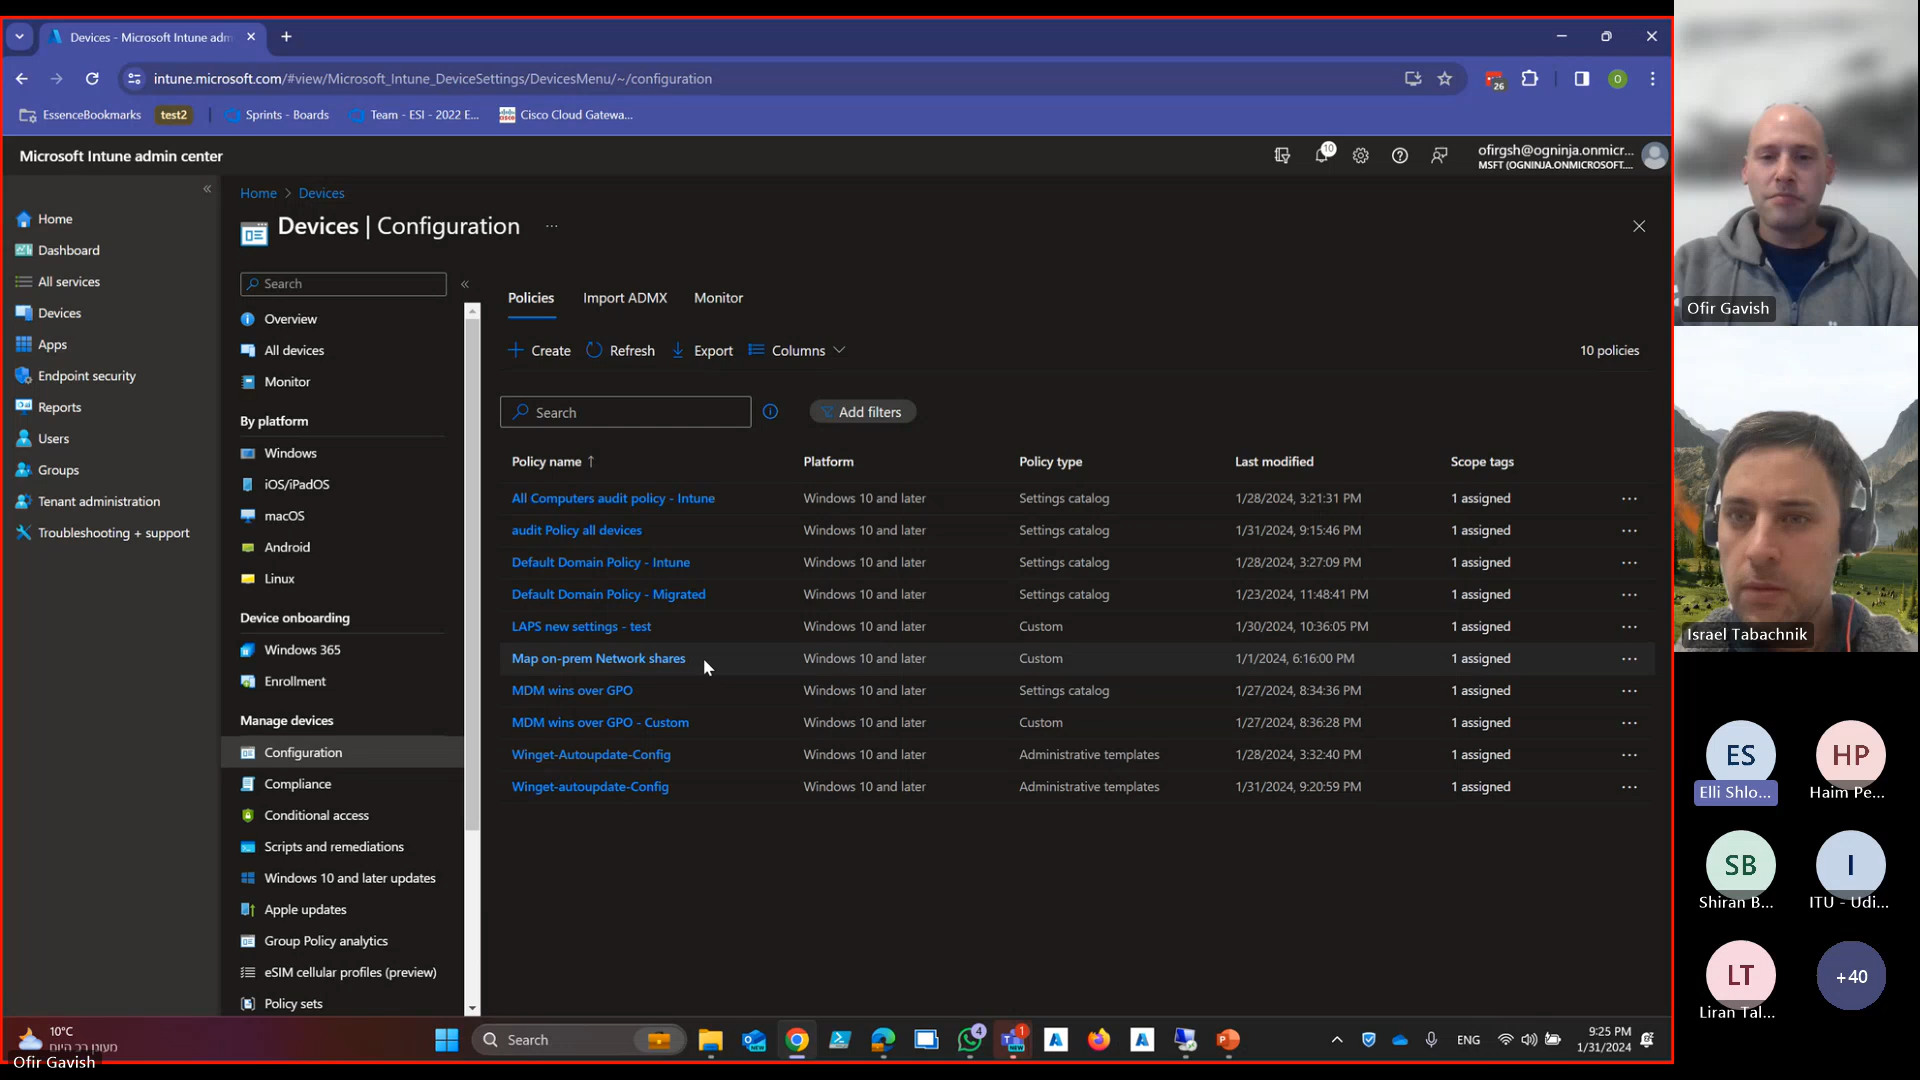 Devices - Microsoft Intune adm
intune.microsoft.com/#view/Microsoft_Intune_DeviceSettings/DevicesMenu/~/configuration
26
O
EssenceBookmarks
test2
Sprints - Boards
Team - ESI - 2022 E...
Cisco Cloud Gatewa...
Microsoft Intune admin center
10
ofirgsh@ogninja.onmicr...
MSFT (OGNINJA.ONMICROSOFT....
Home
Dashboard
All services
Devices
Apps
Endpoint security
Reports
Users
Groups
Tenant administration
Troubleshooting + support
Home > Devices
Devices | Configuration ...
Search
Overview
All devices
Monitor
By platform
Windows
iOS/iPadOS
macOS
Android
Linux
Device onboarding
Windows 365
Enrollment
Manage devices
Configuration
Compliance
Conditional access
Scripts and remediations
Windows 10 and later updates
Apple updates
Group Policy analytics
eSIM cellular profiles (preview)
Policy sets
Policies Import ADMX Monitor
Create Refresh Export Columns 10 policies
Search Add filters
Policy name ↑ Platform Policy type Last modified Scope tags
All Computers audit policy - Intune Windows 10 and later Settings catalog 1/28/2024, 3:21:31 PM 1 assigned ...
audit Policy all devices Windows 10 and later Settings catalog 1/31/2024, 9:15:46 PM 1 assigned ...
Default Domain Policy - Intune Windows 10 and later Settings catalog 1/28/2024, 3:27:09 PM 1 assigned ...
Default Domain Policy - Migrated Windows 10 and later Settings catalog 1/23/2024, 11:48:41 PM 1 assigned ...
LAPS new settings - test Windows 10 and later Custom 1/30/2024, 10:36:05 PM 1 assigned ...
Map on-prem Network shares Windows 10 and later Custom 1/1/2024, 6:16:00 PM 1 assigned ...
MDM wins over GPO Windows 10 and later Settings catalog 1/27/2024, 8:34:36 PM 1 assigned ...
MDM wins over GPO - Custom Windows 10 and later Custom 1/27/2024, 8:36:28 PM 1 assigned ...
Winget-Autoupdate-Config Windows 10 and later Administrative templates 1/28/2024, 3:32:40 PM 1 assigned ...
Winget-autoupdate-Config Windows 10 and later Administrative templates 1/31/2024, 9:20:59 PM 1 assigned ...
10°C
Search
4
1
ENG
9:25 PM
1/31/2024
Ofir Gavish
Ofir Gavish
Israel Tabachnik
ES
Elli Shlo...
HP
Haim Pe...
SB
Shiran B...
I
ITU - Udi...
LT
Liran Tal...
+40